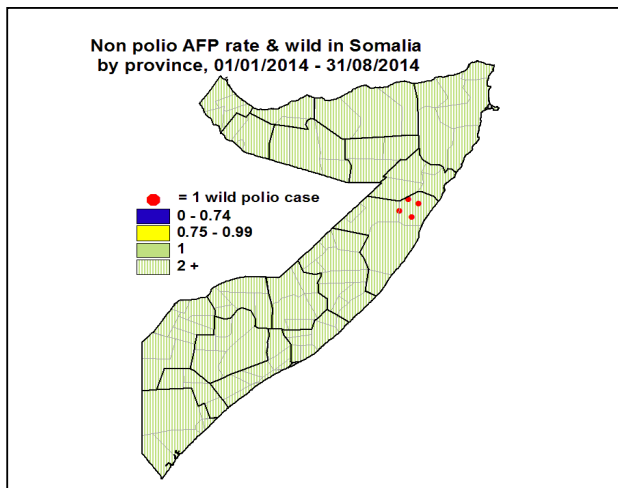 Non polio AFP rate & wild in Somalia
by province, 01/01/2014 - 31/08/2014
= 1 wild polio case
0 - 0.74
0.75 - 0.99
1
2 +